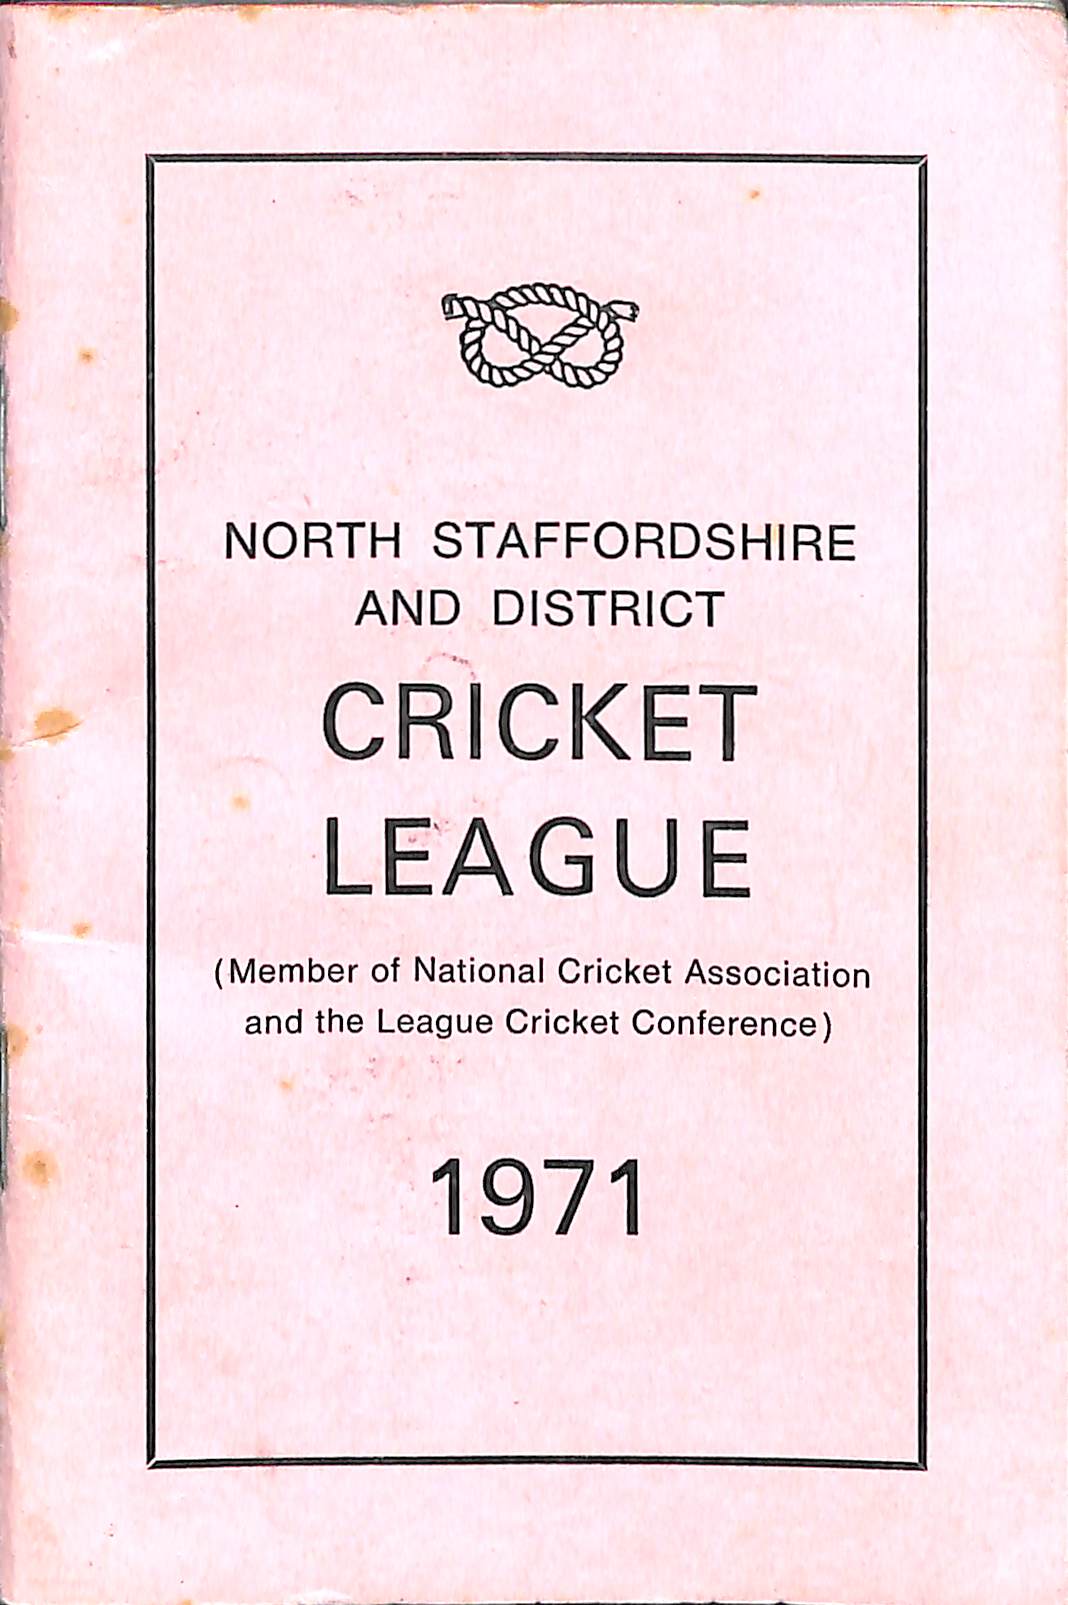 NORTH STAFFORDSHIRE
AND DISTRICT
CRICKET
LEAGUE
(Member of National Cricket Association
and the League Cricket Conference)
1971